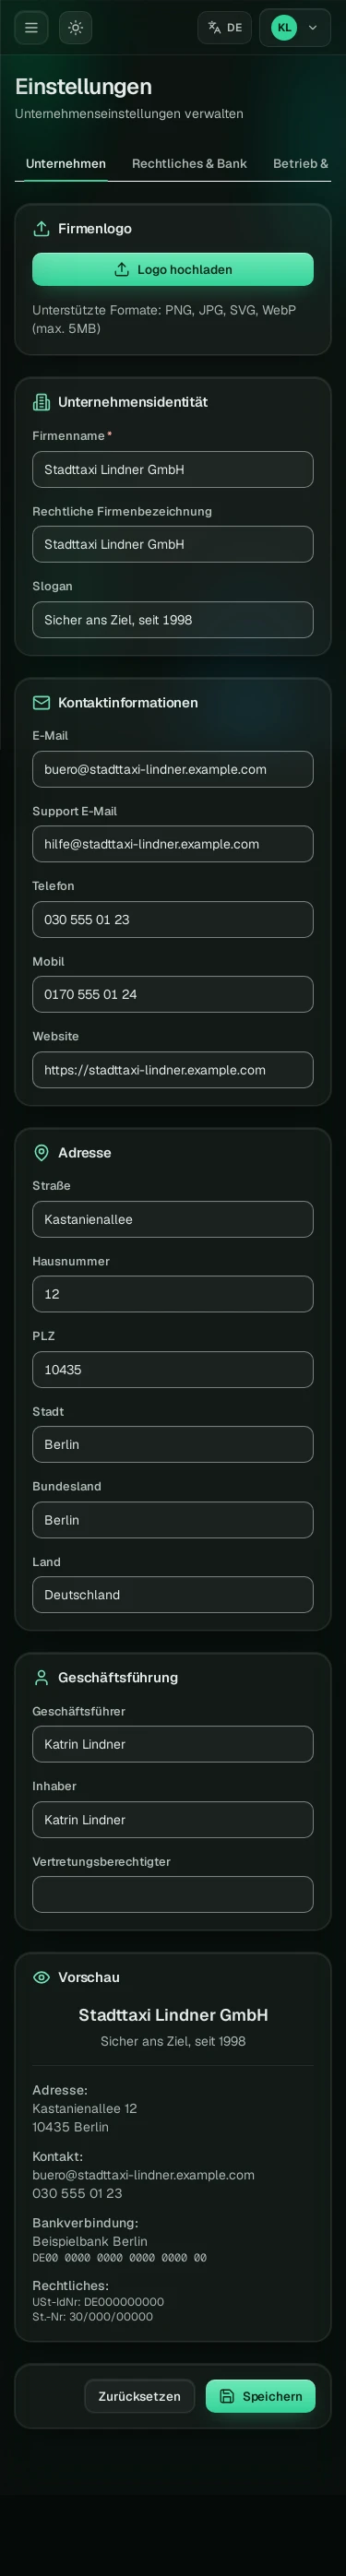 DE
KL
Einstellungen
Unternehmenseinstellungen verwalten
Unternehmen
Rechtliches & Bank
Betrieb &
Firmenlogo
Logo hochladen
Unterstützte Formate: PNG, JPG, SVG, WebP
(max. 5MB)
Unternehmensidentität
Firmenname *
Stadttaxi Lindner GmbH
Rechtliche Firmenbezeichnung
Stadttaxi Lindner GmbH
Slogan
Sicher ans Ziel, seit 1998
Kontaktinformationen
E-Mail
buero@stadttaxi-lindner.example.com
Support E-Mail
hilfe@stadttaxi-lindner.example.com
Telefon
030 555 01 23
Mobil
0170 555 01 24
Website
https://stadttaxi-lindner.example.com
Adresse
Straße
Kastanienallee
Hausnummer
12
PLZ
10435
Stadt
Berlin
Bundesland
Berlin
Land
Deutschland
Geschäftsführung
Geschäftsführer
Katrin Lindner
Inhaber
Katrin Lindner
Vertretungsberechtigter
Vorschau
Stadttaxi Lindner GmbH
Sicher ans Ziel, seit 1998
Adresse:
Kastanienallee 12
10435 Berlin
Kontakt:
buero@stadttaxi-lindner.example.com
030 555 01 23
Bankverbindung:
Beispielbank Berlin
DE00 0000 0000 0000 0000 00
Rechtliches:
USt-IdNr: DE000000000
St.-Nr: 30/000/00000
Zurücksetzen
Speichern